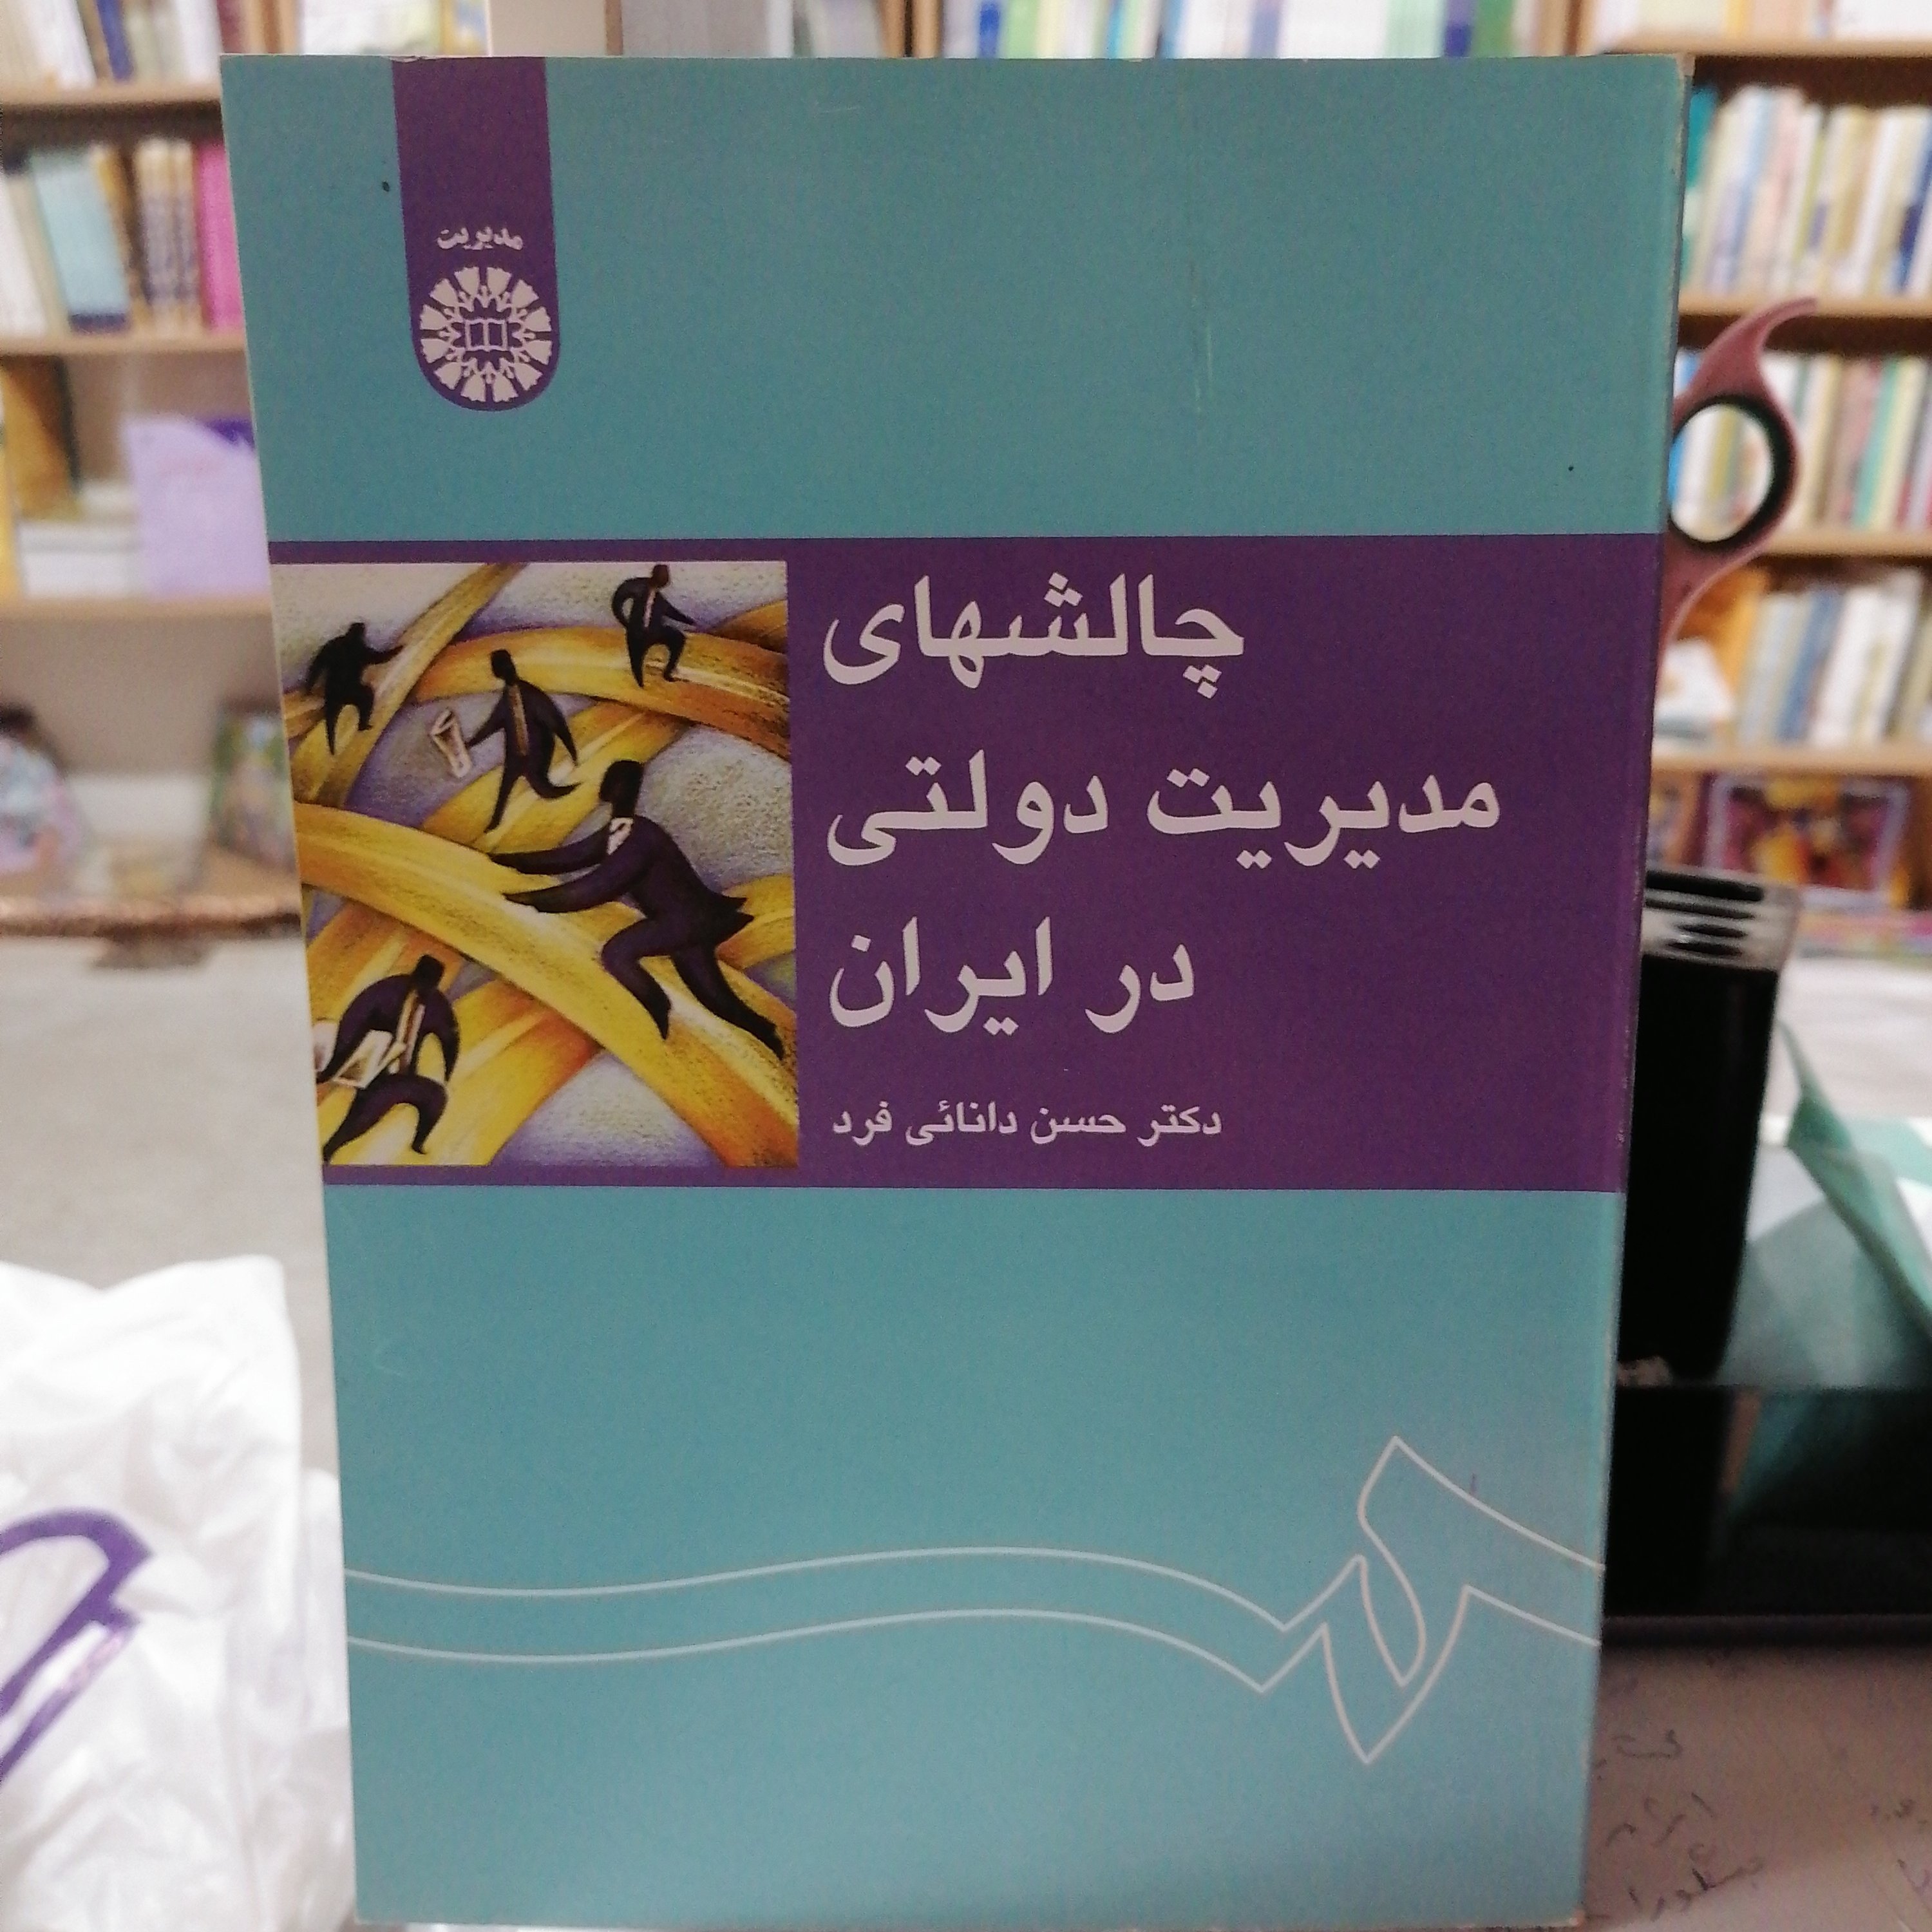 مدیریت
چالشهای
مدیریت دولتی
در ایران
دکتر حسن دانائی فرد